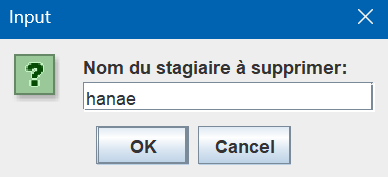 Input
Nom du stagiaire à supprimer:
hanae
OK Cancel